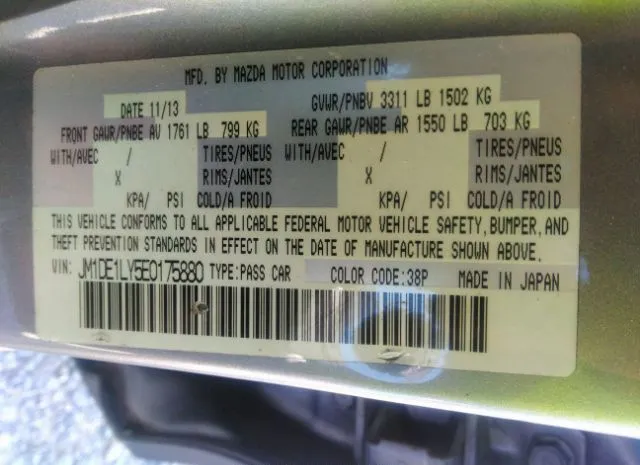 MFD. BY MAZDA MOTOR CORPORATION
DATE 11/13 GVWR/PNBV 3311 LB 1502 KG
FRONT GAWR/PNBE AV 1761 LB 799 KG REAR GAWR/PNBE AR 1550 LB 703 KG
WITH/AVEC / TIRES/PNEUS WITH/AVEC / TIRES/PNEUS
X RIMS/JANTES X RIMS/JANTES
KPA/ PSI COLD/A FROID KPA/ PSI COLD/A FROID
THIS VEHICLE CONFORMS TO ALL APPLICABLE FEDERAL MOTOR VEHICLE SAFETY, BUMPER, AND
THEFT PREVENTION STANDARDS IN EFFECT ON THE DATE OF MANUFACTURE SHOWN ABOVE.
VIN: JM1DE1LY5E0175880 TYPE:PASS CAR COLOR CODE:38P MADE IN JAPAN